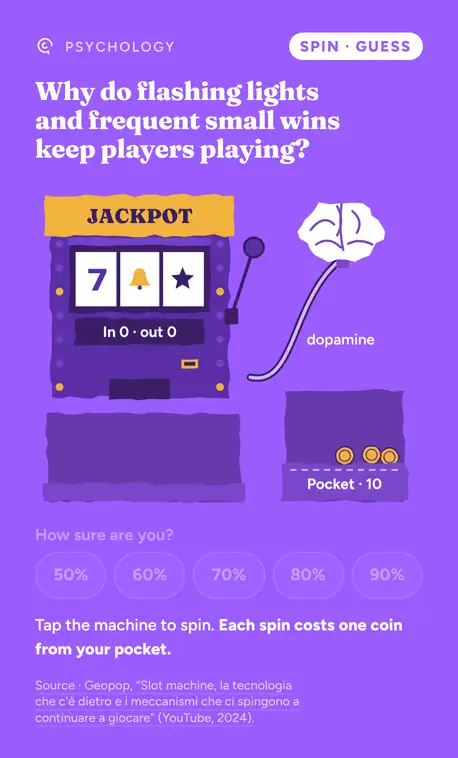 PSYCHOLOGY
SPIN · GUESS
Why do flashing lights
and frequent small wins
keep players playing?
JACKPOT
7
In 0 · out 0
dopamine
Pocket · 10
How sure are you?
50%
60%
70%
80%
90%
Tap the machine to spin. Each spin costs one coin
from your pocket.
Source · Geopop, “Slot machine, la tecnologia
che c'è dietro e i meccanismi che ci spingono a
continuare a giocare” (YouTube, 2024).